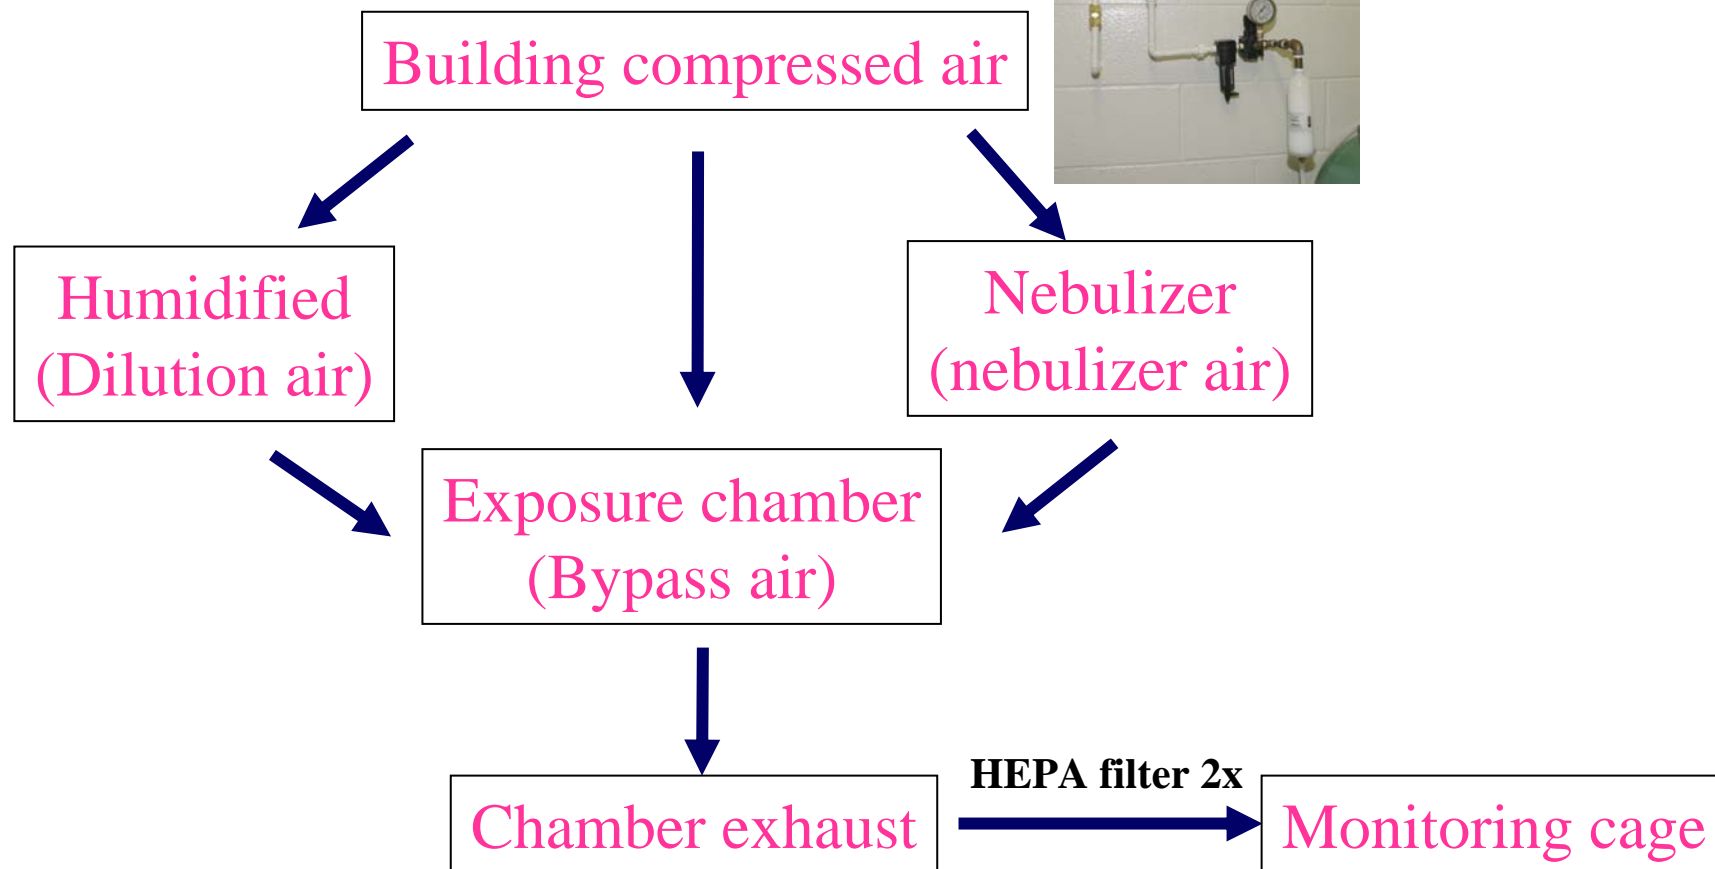 Building compressed air
Humidified
(Dilution air)
Nebulizer
(nebulizer air)
Exposure chamber
(Bypass air)
HEPA filter 2x
Chamber exhaust
Monitoring cage